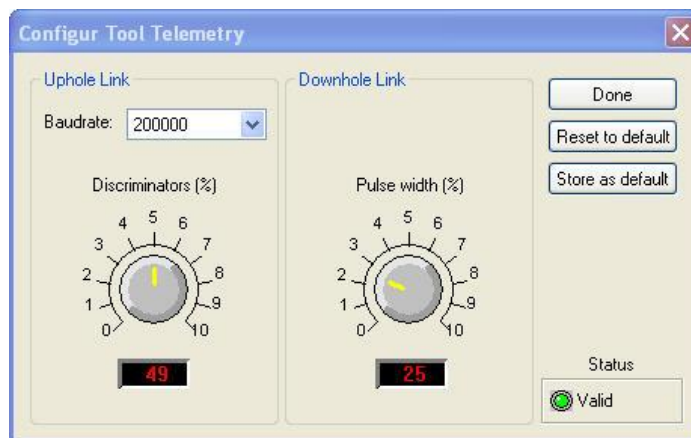 Configur Tool Telemetry
Uphole Link
Baudrate: 200000
Discriminators (%)
0 1 2 3 4 5 6 7 8 9 10
49
Downhole Link
Pulse width (%)
0 1 2 3 4 5 6 7 8 9 10
25
Done
Reset to default
Store as default
Status
Valid